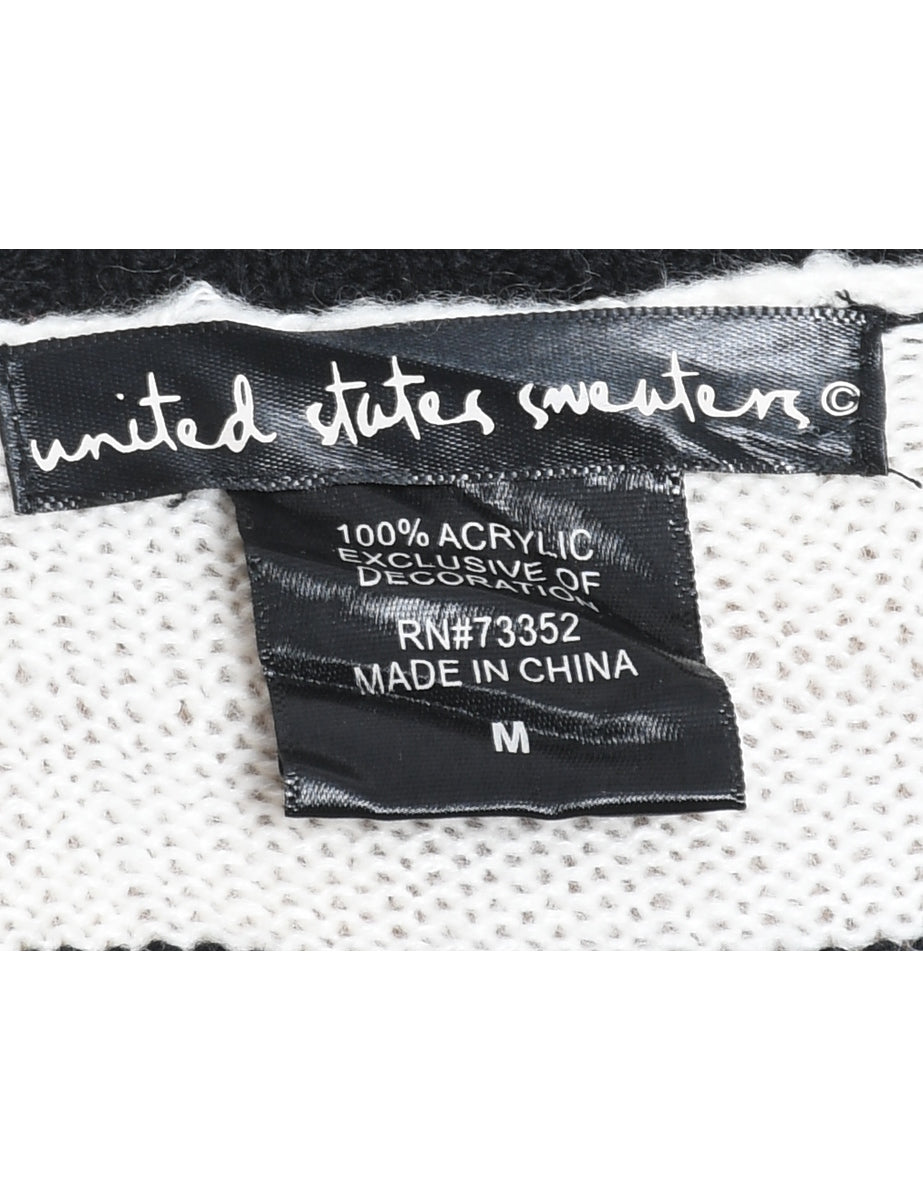 united states sweaters©
100% ACRYLIC
EXCLUSIVE OF
DECORATION
RN#73352
MADE IN CHINA
M